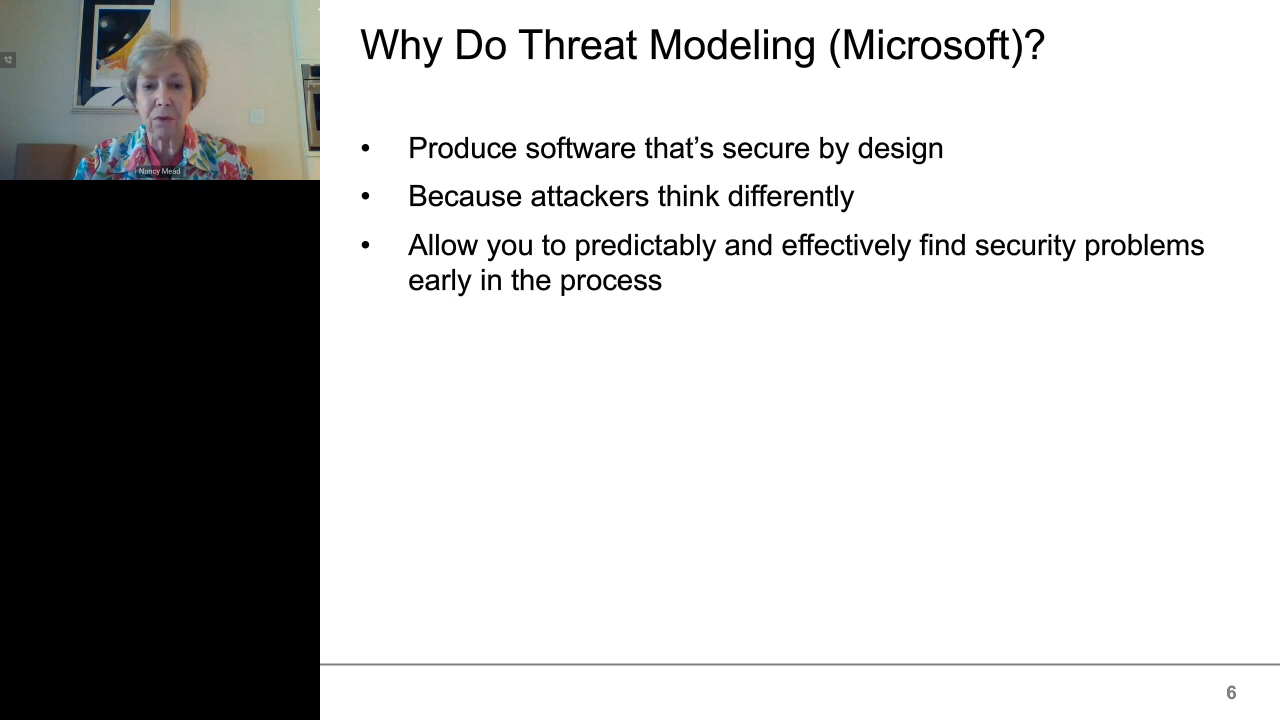 Why Do Threat Modeling (Microsoft)?
• Produce software that’s secure by design
• Because attackers think differently
• Allow you to predictably and effectively find security problems
early in the process
Nancy Mead
6